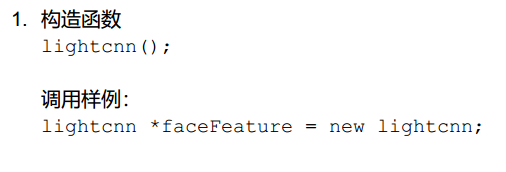 1. 构造函数
lightcnn();
调用样例：
lightcnn *faceFeature = new lightcnn;